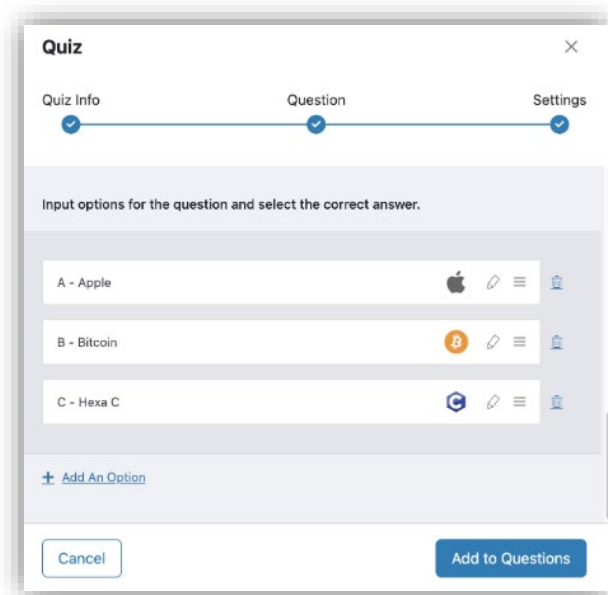 Quiz
Quiz Info Question Settings
Input options for the question and select the correct answer.
A - Apple
B - Bitcoin
C - Hexa C
+ Add An Option
Cancel Add to Questions